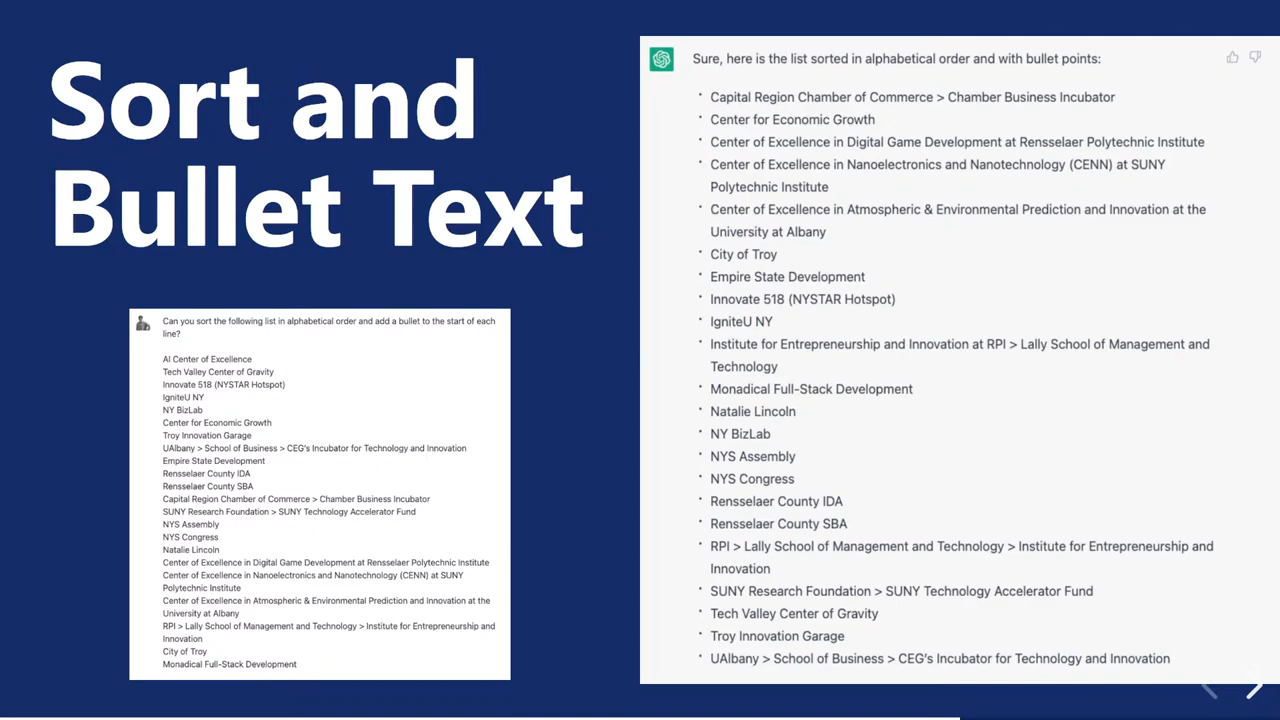 Sort and
Bullet Text
Can you sort the following list in alphabetical order and add a bullet to the start of each
line?
AI Center of Excellence
Tech Valley Center of Gravity
Innovate 518 (NYSTAR Hotspot)
IgniteU NY
NY BizLab
Center for Economic Growth
Troy Innovation Garage
UAlbany > School of Business > CEG's Incubator for Technology and Innovation
Empire State Development
Rensselaer County IDA
Rensselaer County SBA
Capital Region Chamber of Commerce > Chamber Business Incubator
SUNY Research Foundation > SUNY Technology Accelerator Fund
NYS Assembly
NYS Congress
Natalie Lincoln
Center of Excellence in Digital Game Development at Rensselaer Polytechnic Institute
Center of Excellence in Nanoelectronics and Nanotechnology (CENN) at SUNY
Polytechnic Institute
Center of Excellence in Atmospheric & Environmental Prediction and Innovation at the
University at Albany
RPI > Lally School of Management and Technology > Institute for Entrepreneurship and
Innovation
City of Troy
Monadical Full-Stack Development
Sure, here is the list sorted in alphabetical order and with bullet points:
• Capital Region Chamber of Commerce > Chamber Business Incubator
• Center for Economic Growth
• Center of Excellence in Digital Game Development at Rensselaer Polytechnic Institute
• Center of Excellence in Nanoelectronics and Nanotechnology (CENN) at SUNY
Polytechnic Institute
• Center of Excellence in Atmospheric & Environmental Prediction and Innovation at the
University at Albany
• City of Troy
• Empire State Development
• Innovate 518 (NYSTAR Hotspot)
• IgniteU NY
• Institute for Entrepreneurship and Innovation at RPI > Lally School of Management and
Technology
• Monadical Full-Stack Development
• Natalie Lincoln
• NY BizLab
• NYS Assembly
• NYS Congress
• Rensselaer County IDA
• Rensselaer County SBA
• RPI > Lally School of Management and Technology > Institute for Entrepreneurship and
Innovation
• SUNY Research Foundation > SUNY Technology Accelerator Fund
• Tech Valley Center of Gravity
• Troy Innovation Garage
• UAlbany > School of Business > CEG's Incubator for Technology and Innovation